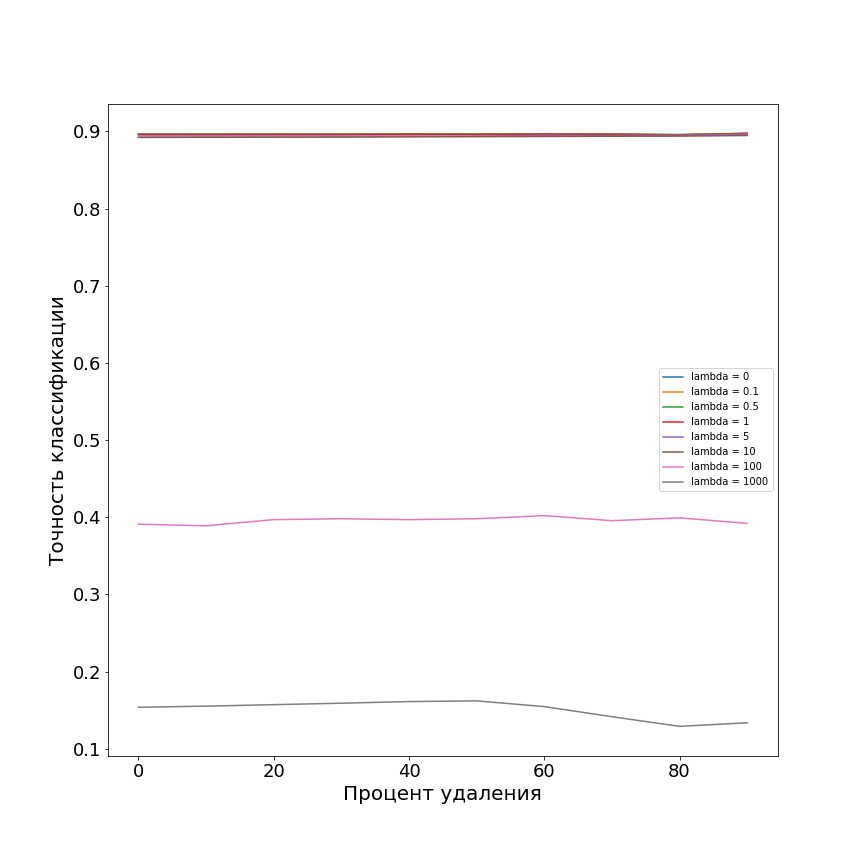 0.9
0.8
0.7
0.6
0.5
0.4
0.3
0.2
0.1
Точность классификации
lambda = 0
lambda = 0.1
lambda = 0.5
lambda = 1
lambda = 5
lambda = 10
lambda = 100
lambda = 1000
0 20 40 60 80
Процент удаления